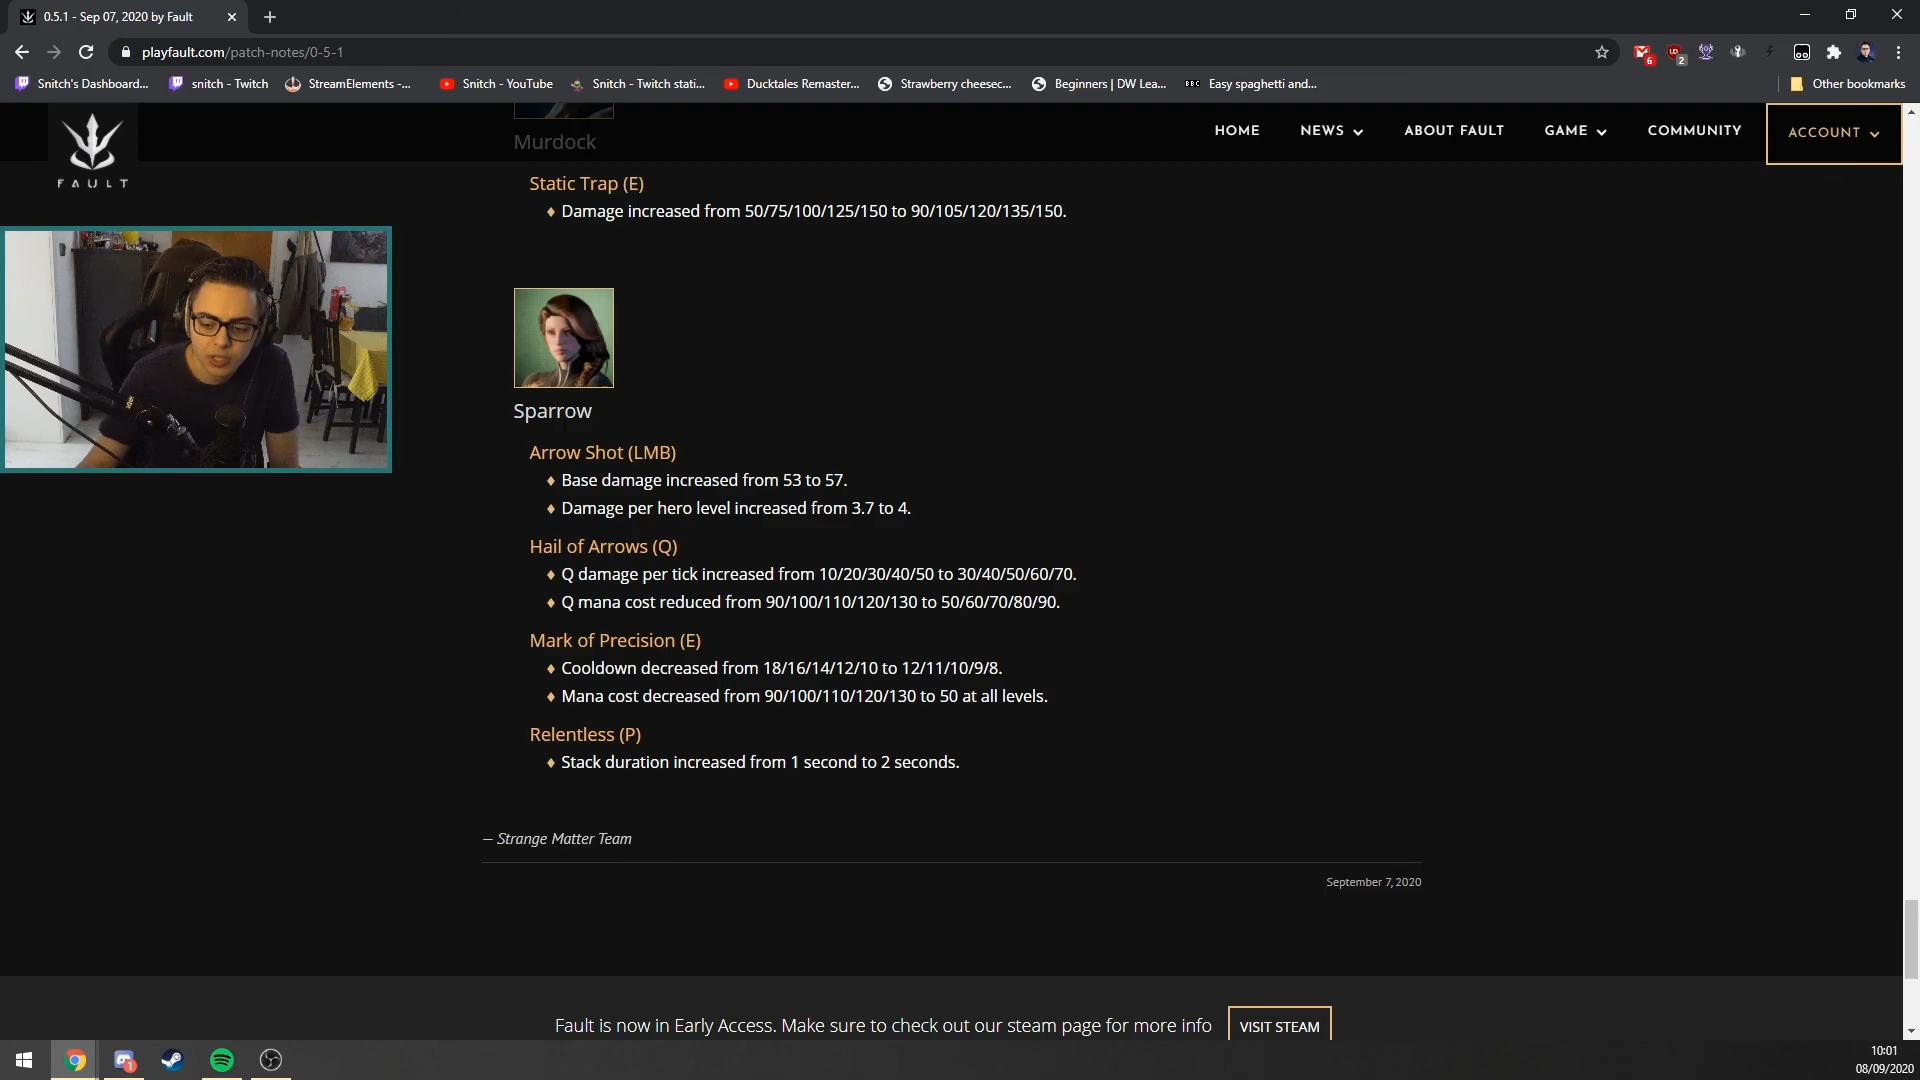 0.5.1 - Sep 07, 2020 by Fault
playfault.com/patch-notes/0-5-1
6
UD
2
Snitch's Dashboard...
snitch - Twitch
StreamElements -...
Snitch - YouTube
Snitch - Twitch stati...
Ducktales Remaster...
Strawberry cheesec...
Beginners | DW Lea...
BBC
Easy spaghetti and...
Other bookmarks
FAULT
HOME
NEWS
ABOUT FAULT
GAME
COMMUNITY
ACCOUNT
Murdock
Static Trap (E)
Damage increased from 50/75/100/125/150 to 90/105/120/135/150.
Sparrow
Arrow Shot (LMB)
Base damage increased from 53 to 57.
Damage per hero level increased from 3.7 to 4.
Hail of Arrows (Q)
Q damage per tick increased from 10/20/30/40/50 to 30/40/50/60/70.
Q mana cost reduced from 90/100/110/120/130 to 50/60/70/80/90.
Mark of Precision (E)
Cooldown decreased from 18/16/14/12/10 to 12/11/10/9/8.
Mana cost decreased from 90/100/110/120/130 to 50 at all levels.
Relentless (P)
Stack duration increased from 1 second to 2 seconds.
— Strange Matter Team
September 7, 2020
Fault is now in Early Access. Make sure to check out our steam page for more info
VISIT STEAM
1
10:01
08/09/2020